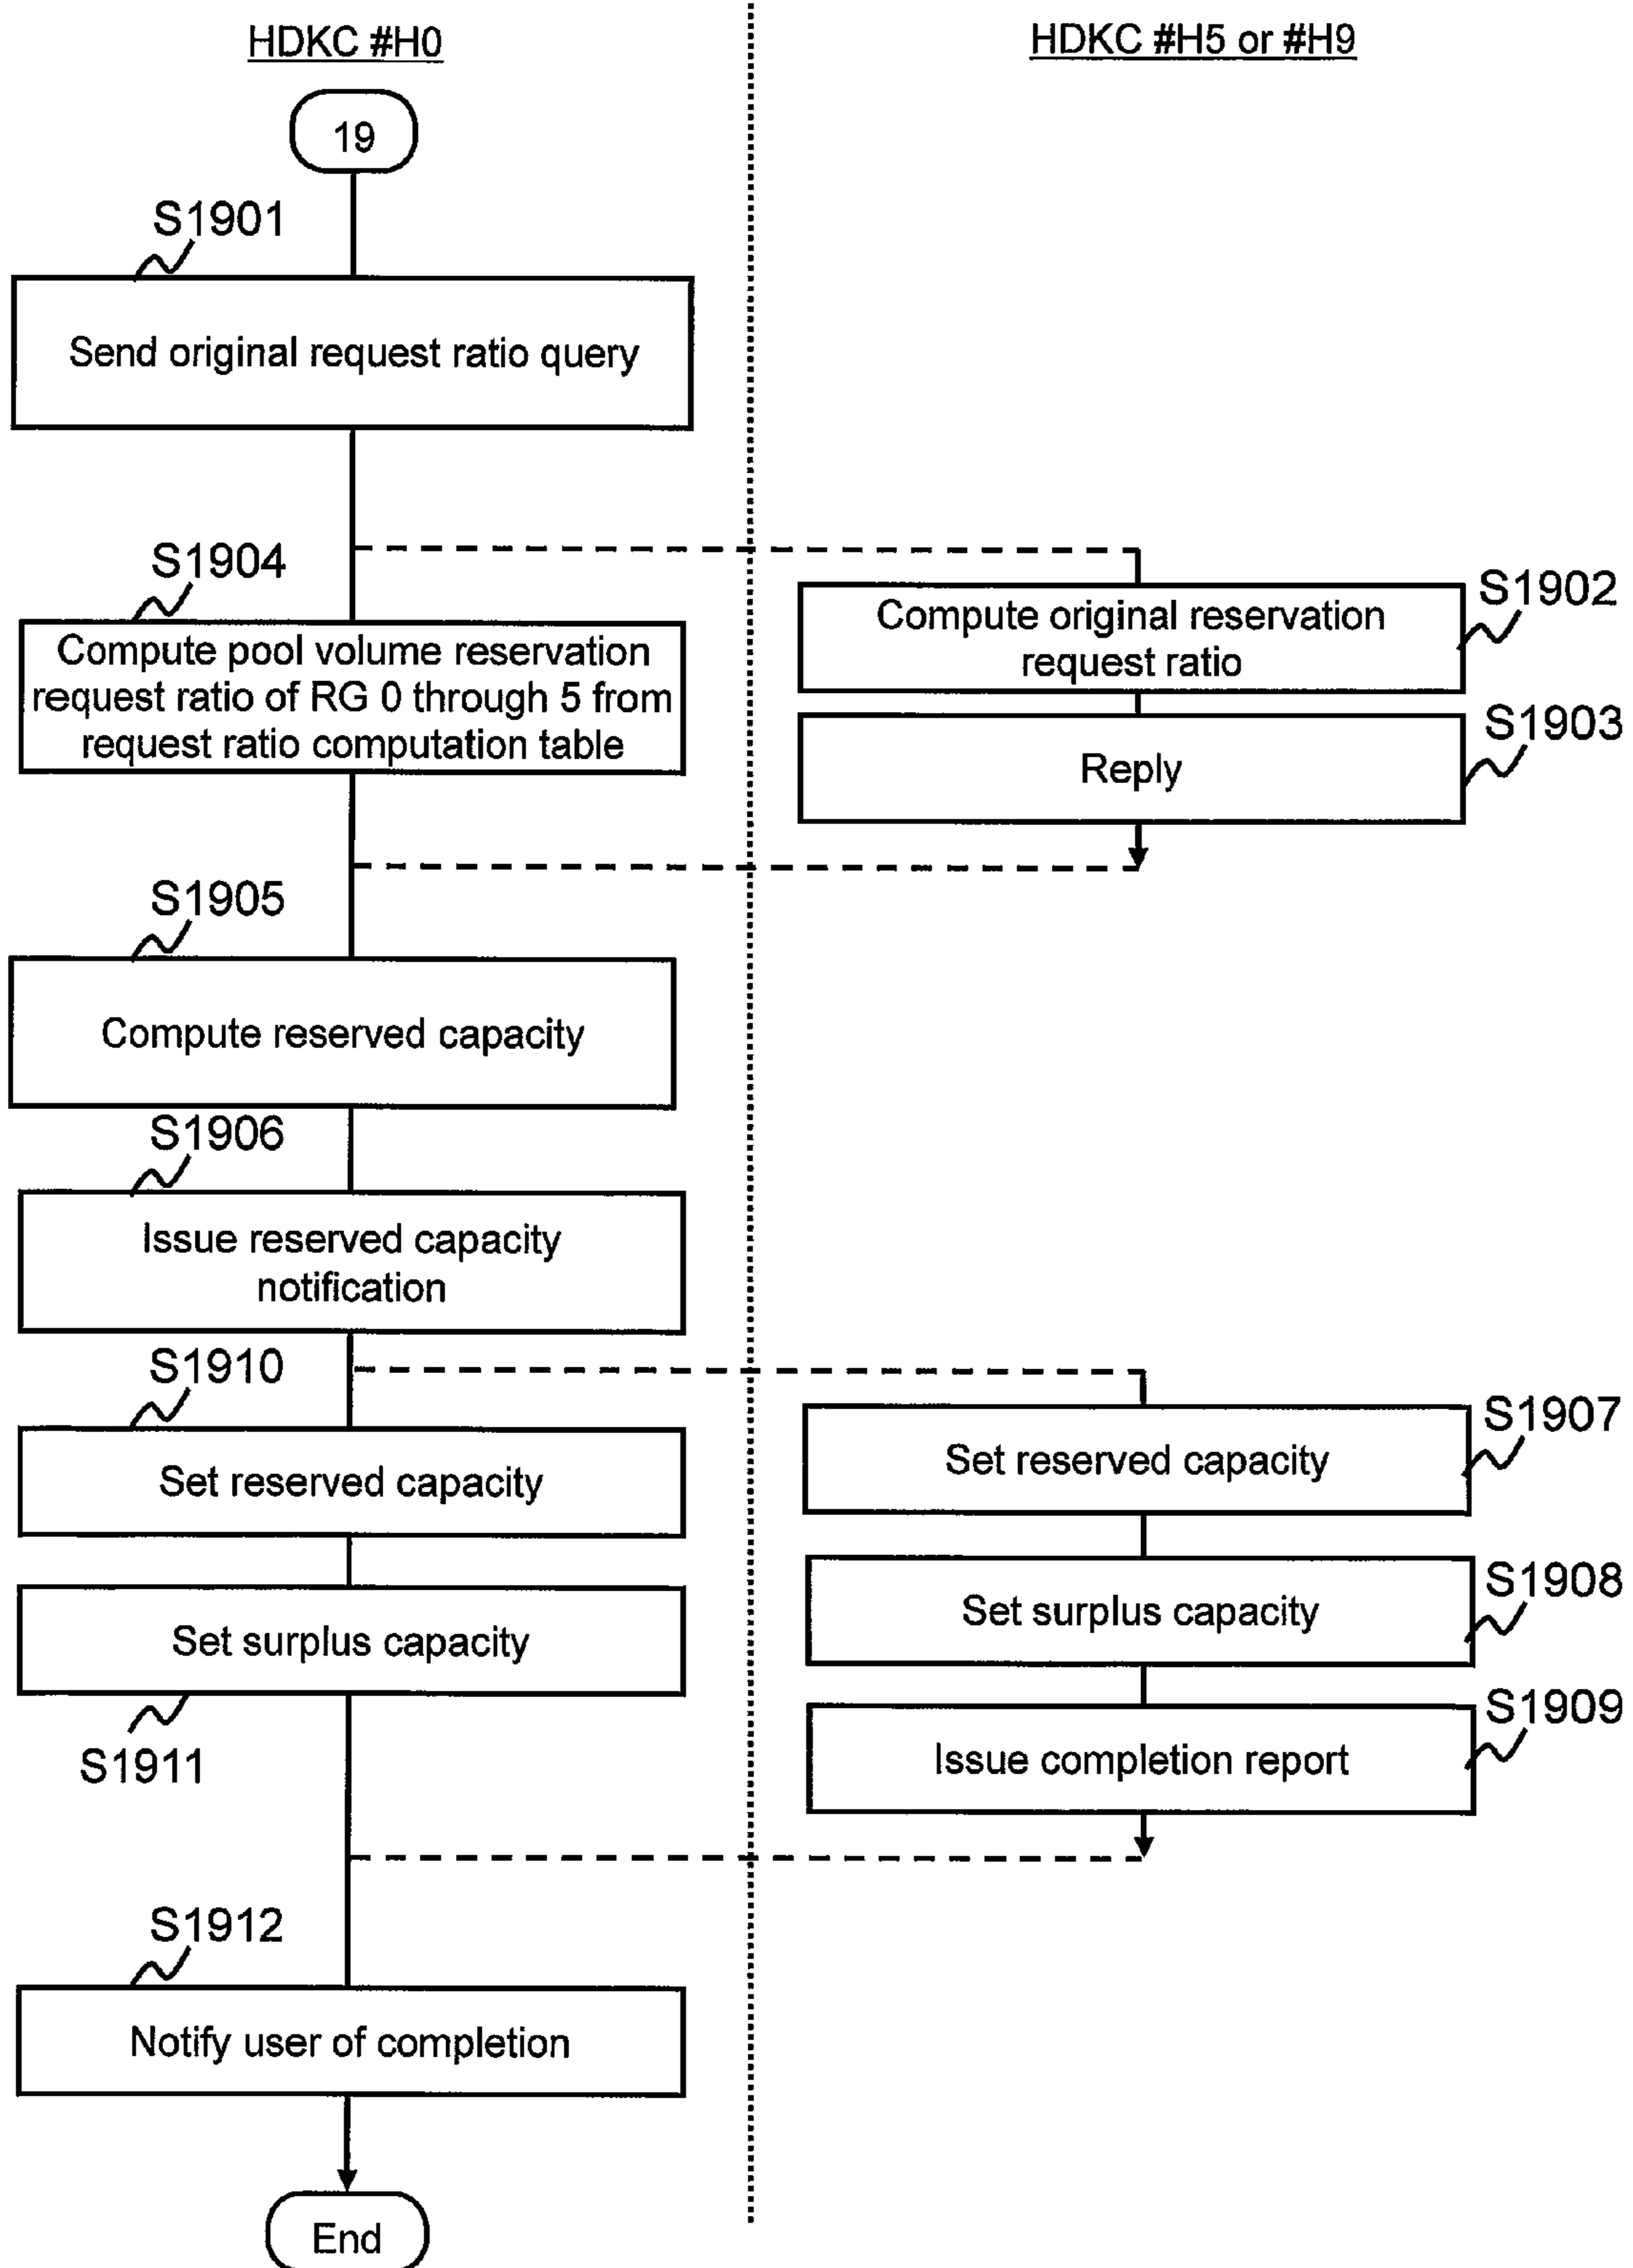 HDKC #H0
HDKC #H5 or #H9
19
S1901
Send original request ratio query
S1904
Compute pool volume reservation
request ratio of RG 0 through 5 from
request ratio computation table
S1902
Compute original reservation
request ratio
S1903
Reply
S1905
Compute reserved capacity
S1906
Issue reserved capacity
notification
S1910
Set reserved capacity
S1907
Set reserved capacity
S1908
Set surplus capacity
Set surplus capacity
S1911
S1909
Issue completion report
S1912
Notify user of completion
End